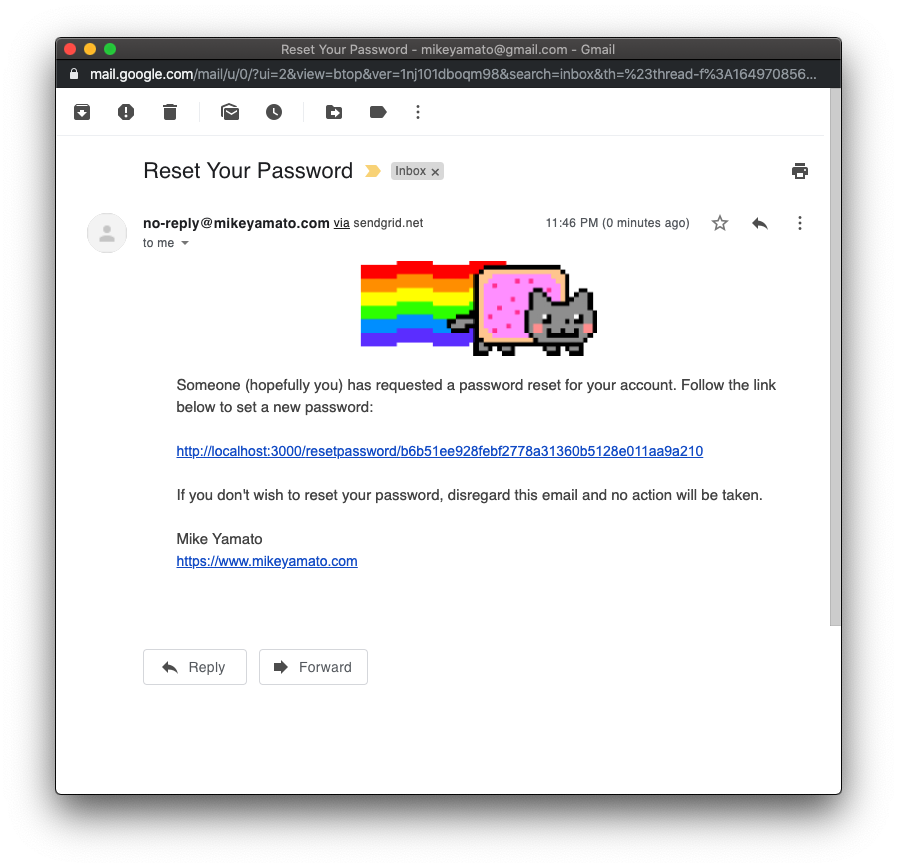 Reset Your Password - mikeyamato@gmail.com - Gmail
mail.google.com/mail/u/0/?ui=2&view=btop&ver=1nj101dboqm98&search=inbox&th=%23thread-f%3A164970856...
Reset Your Password Inbox x
no-reply@mikeyamato.com via sendgrid.net 11:46 PM (0 minutes ago)
to me
Someone (hopefully you) has requested a password reset for your account. Follow the link
below to set a new password:
http://localhost:3000/resetpassword/b6b51ee928febf2778a31360b5128e011aa9a210
If you don't wish to reset your password, disregard this email and no action will be taken.
Mike Yamato
https://www.mikeyamato.com
Reply Forward